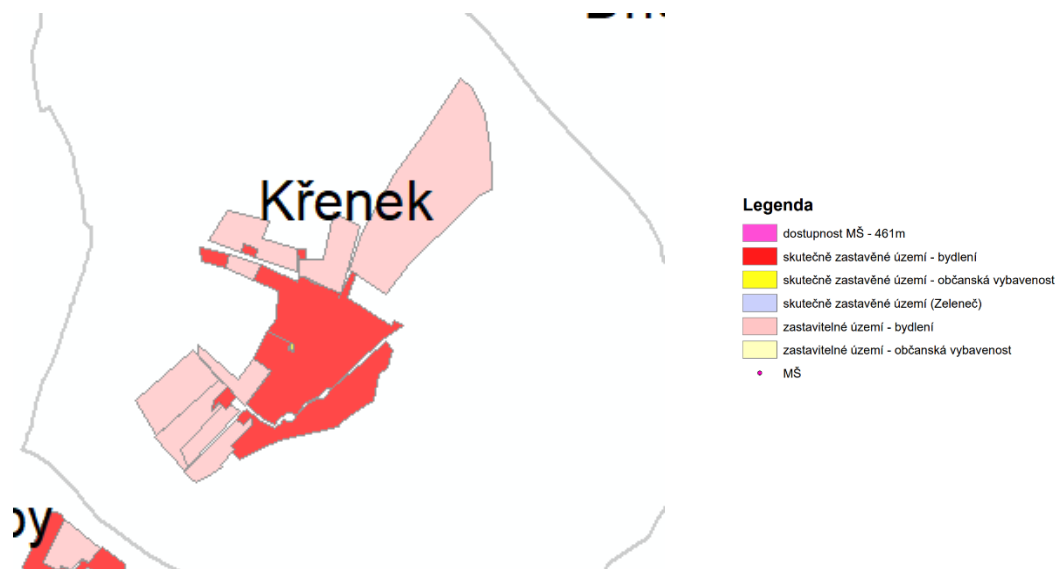 Křenek
by
Legenda
dostupnost MŠ - 461m
skutečně zastavěné území - bydlení
skutečně zastavěné území - občanská vybavenost
skutečně zastavěné území (Zeleneč)
zastavitelné území - bydlení
zastavitelné území - občanská vybavenost
MŠ